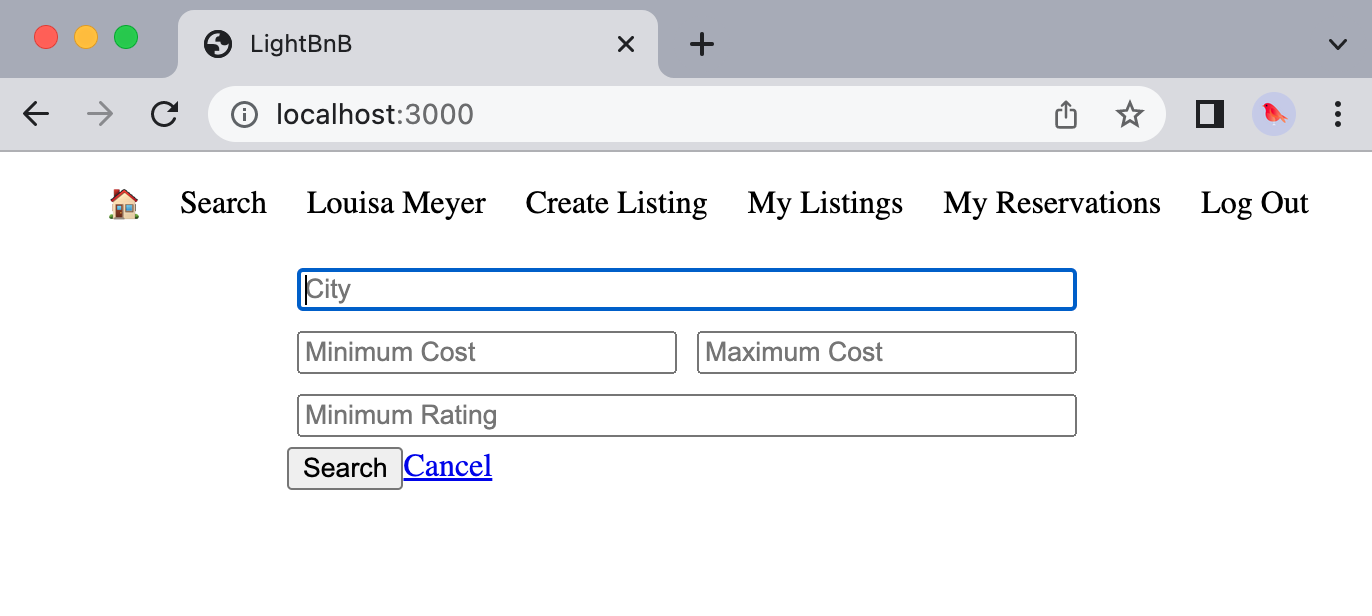 LightBnB
localhost:3000
Search Louisa Meyer Create Listing My Listings My Reservations Log Out
City
Minimum Cost Maximum Cost
Minimum Rating
Search Cancel